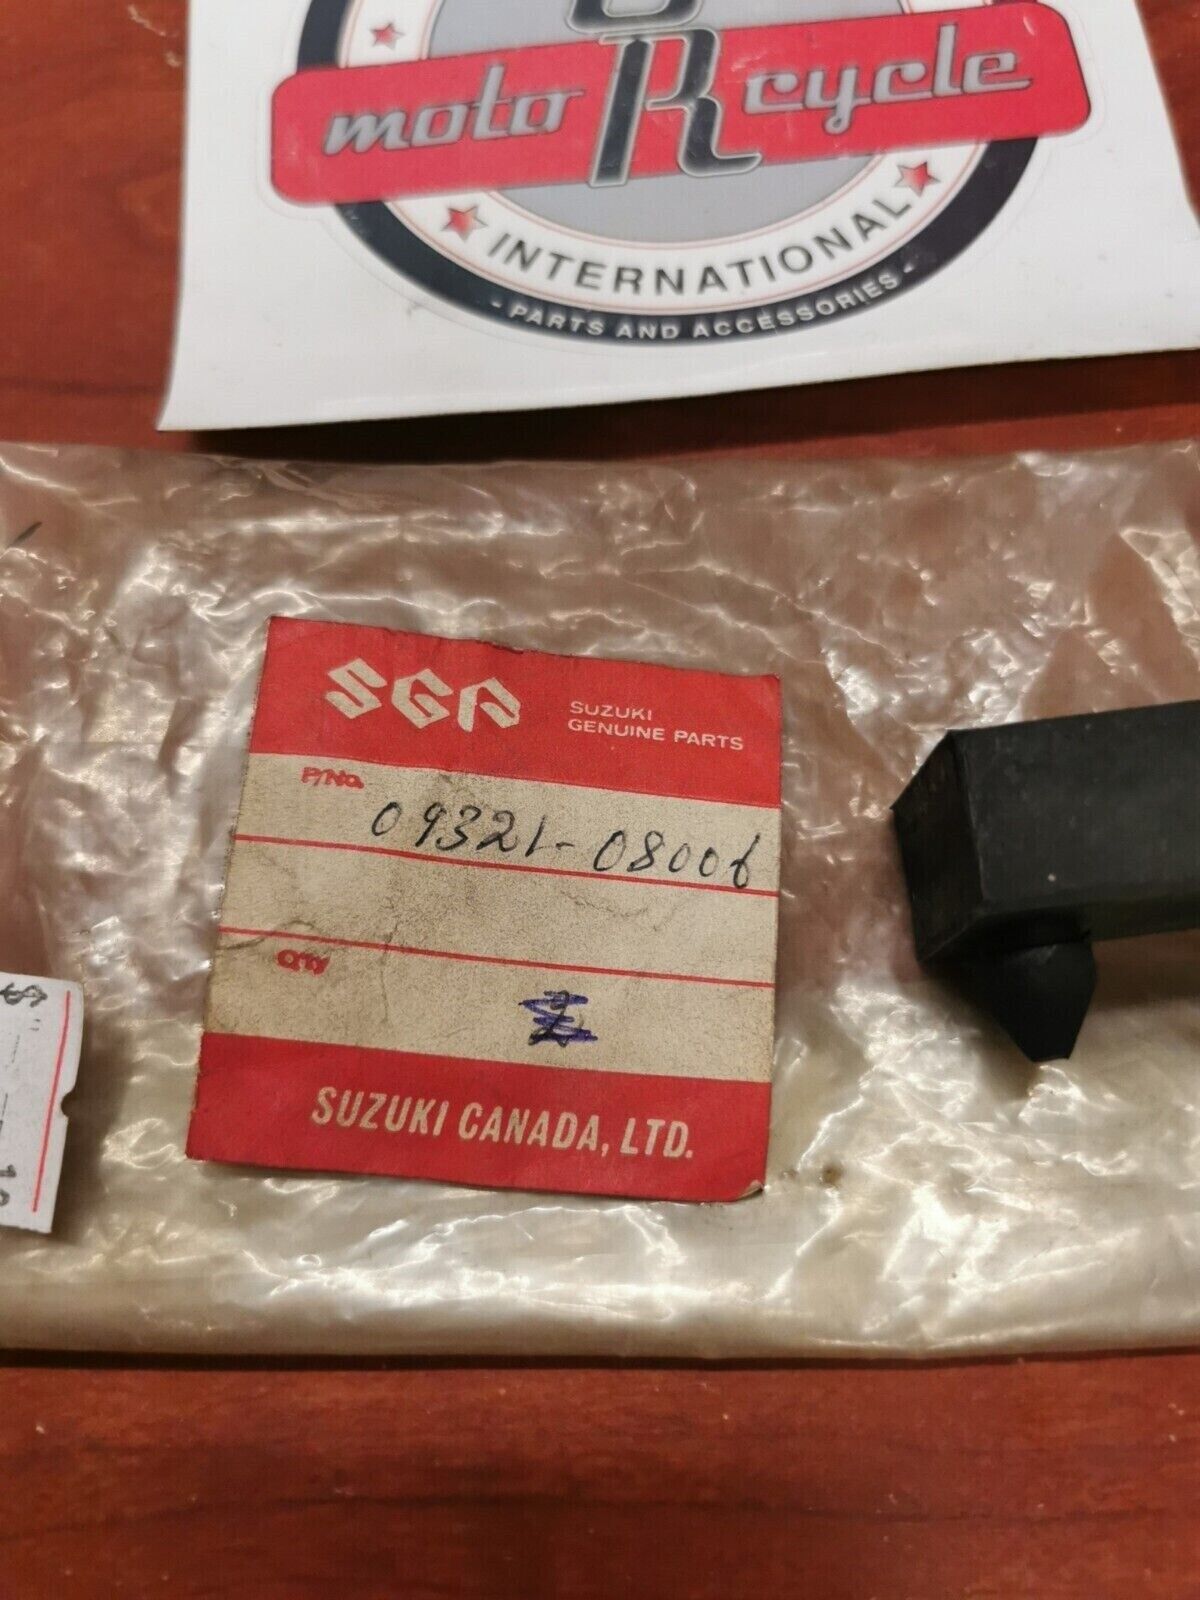 moto R cycle
INTERNATIONAL
- PARTS AND ACCESSORIES -
SGP SUZUKI
GENUINE PARTS
P/No.
09321-08006
Q'ty
SUZUKI CANADA, LTD.
$